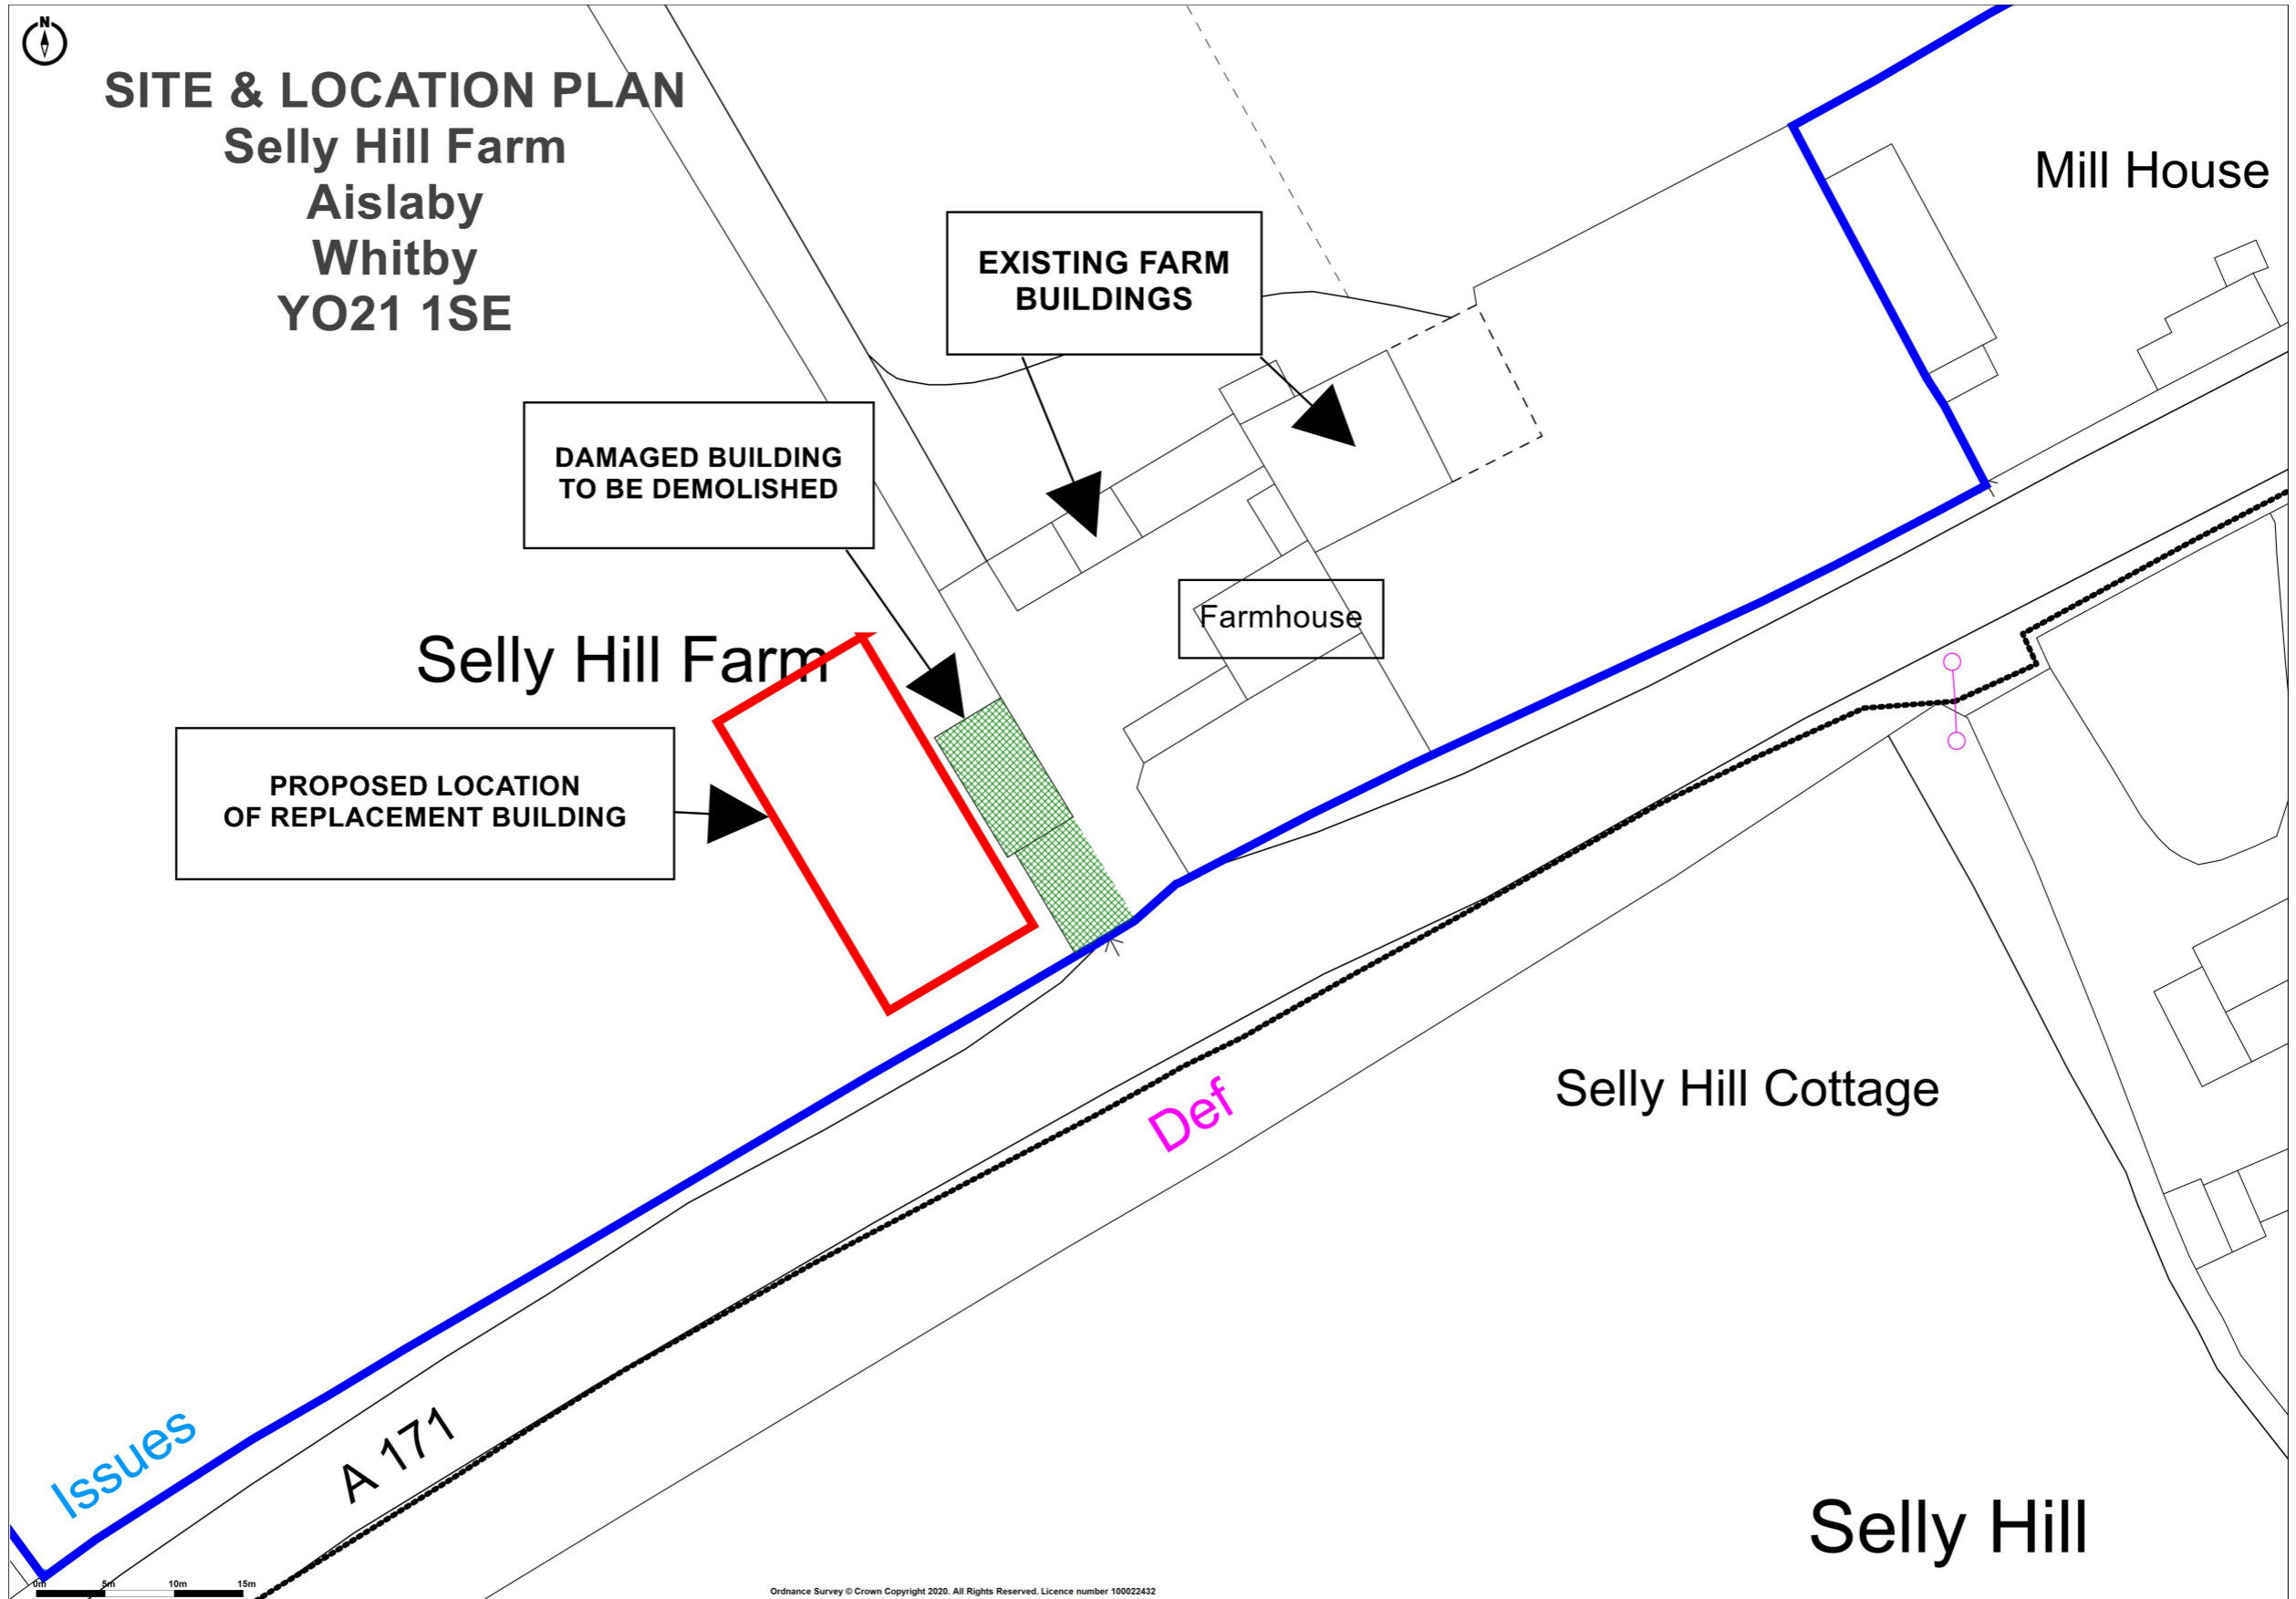 N
SITE & LOCATION PLAN
Selly Hill Farm
Aislaby
Whitby
YO21 1SE
Mill House
EXISTING FARM
BUILDINGS
DAMAGED BUILDING
TO BE DEMOLISHED
Farmhouse
Selly Hill Farm
PROPOSED LOCATION
OF REPLACEMENT BUILDING
Selly Hill Cottage
Def
Issues
A 171
Selly Hill
0m 5m 10m 15m
Ordnance Survey © Crown Copyright 2020. All Rights Reserved. Licence number 100022432